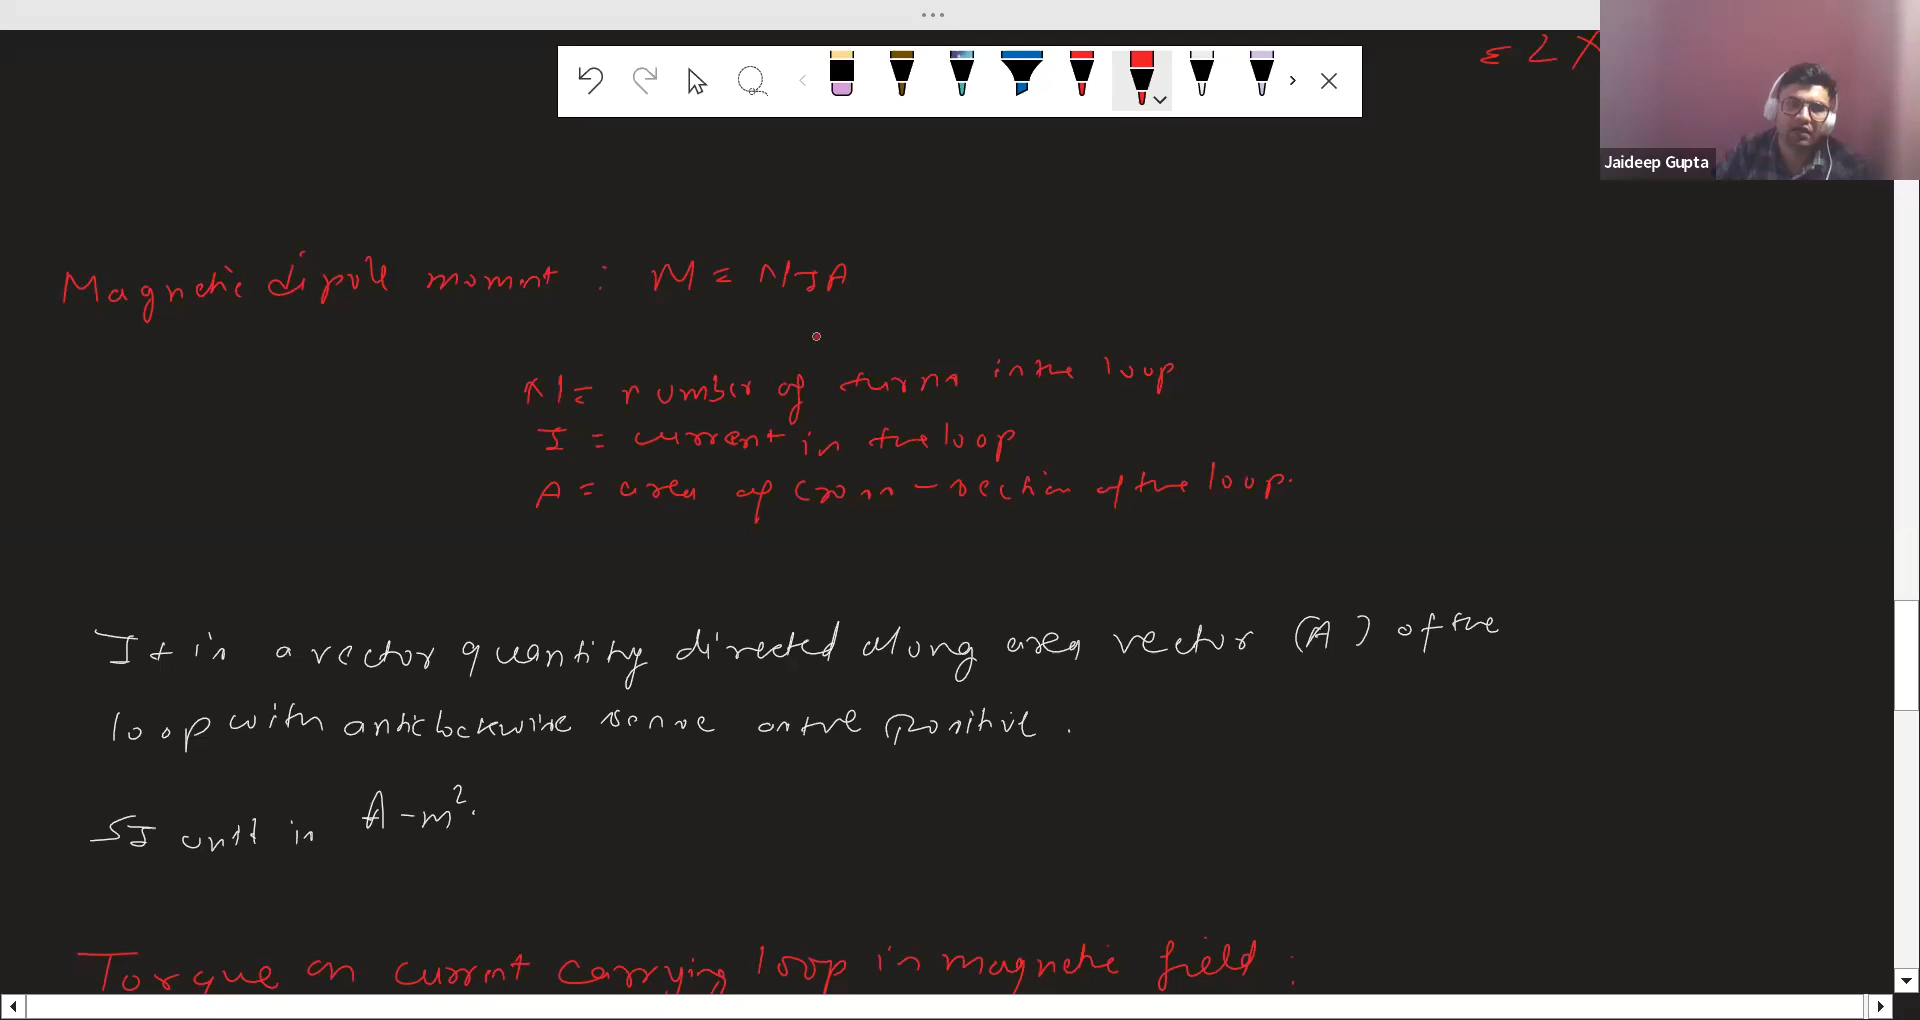 ε L X
Jaideep Gupta
Magnetic dipole moment : M = NIA
N = number of turns in the loop
I = current in the loop
A = area of cross-section of the loop.
It is a vector quantity directed along area vector (A) of the
loop with anticlockwise sense as the positive.
SI unit is A-m².
Torque on current carrying loop in magnetic field :